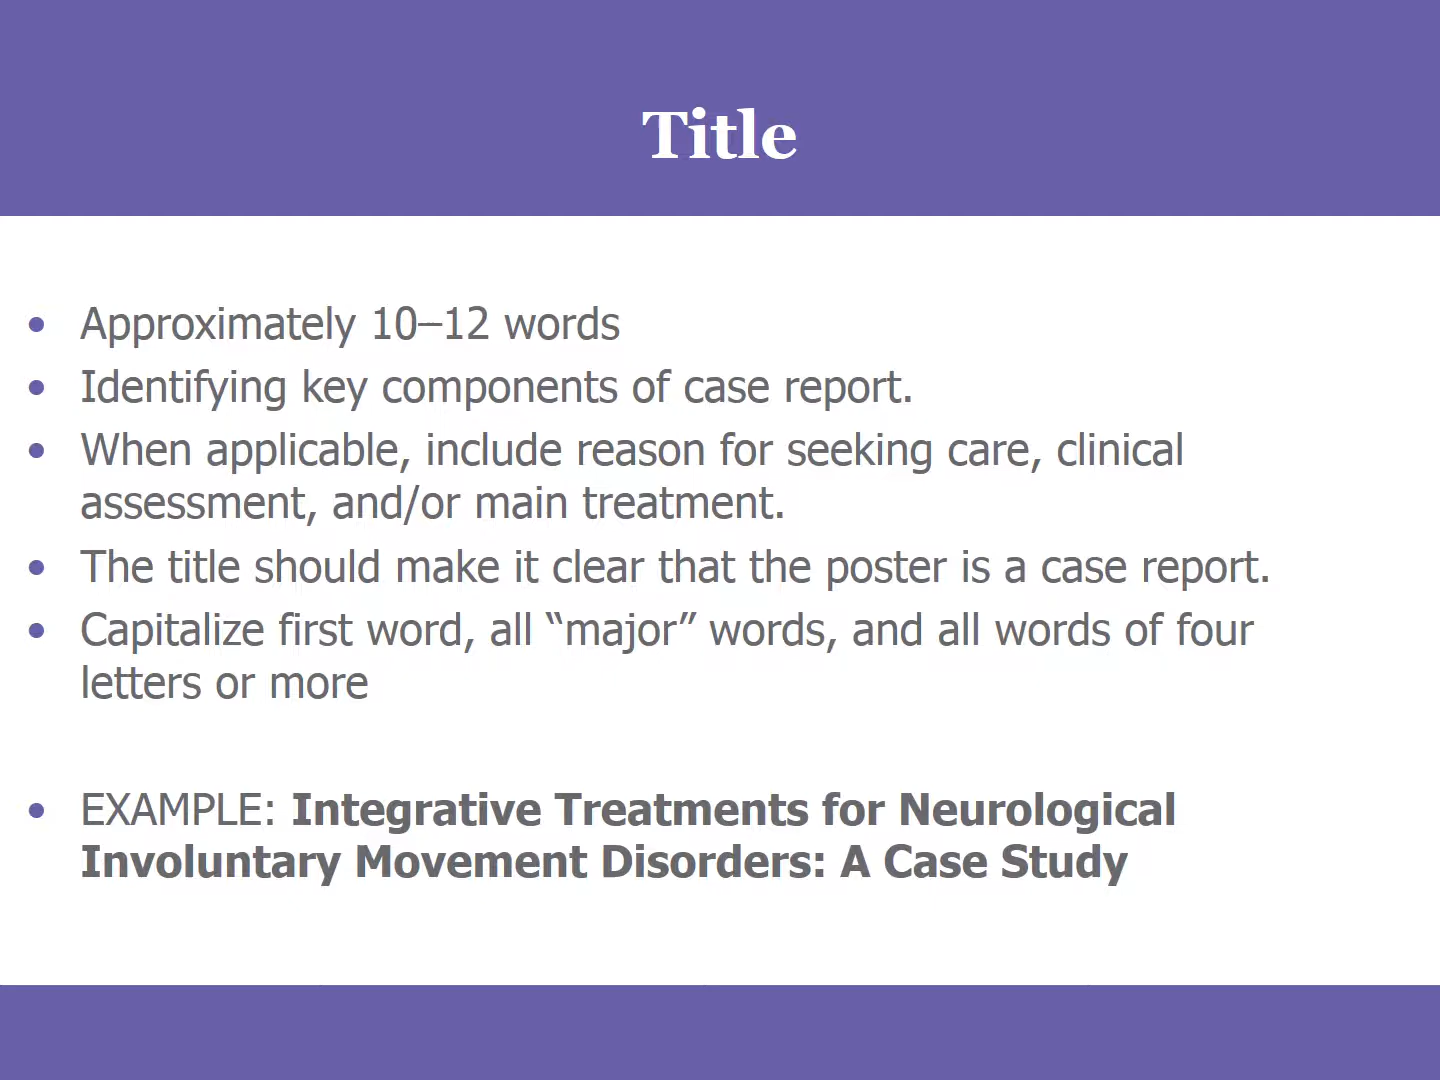 Title
• Approximately 10–12 words
• Identifying key components of case report.
• When applicable, include reason for seeking care, clinical
assessment, and/or main treatment.
• The title should make it clear that the poster is a case report.
• Capitalize first word, all “major” words, and all words of four
letters or more
• EXAMPLE: Integrative Treatments for Neurological
Involuntary Movement Disorders: A Case Study